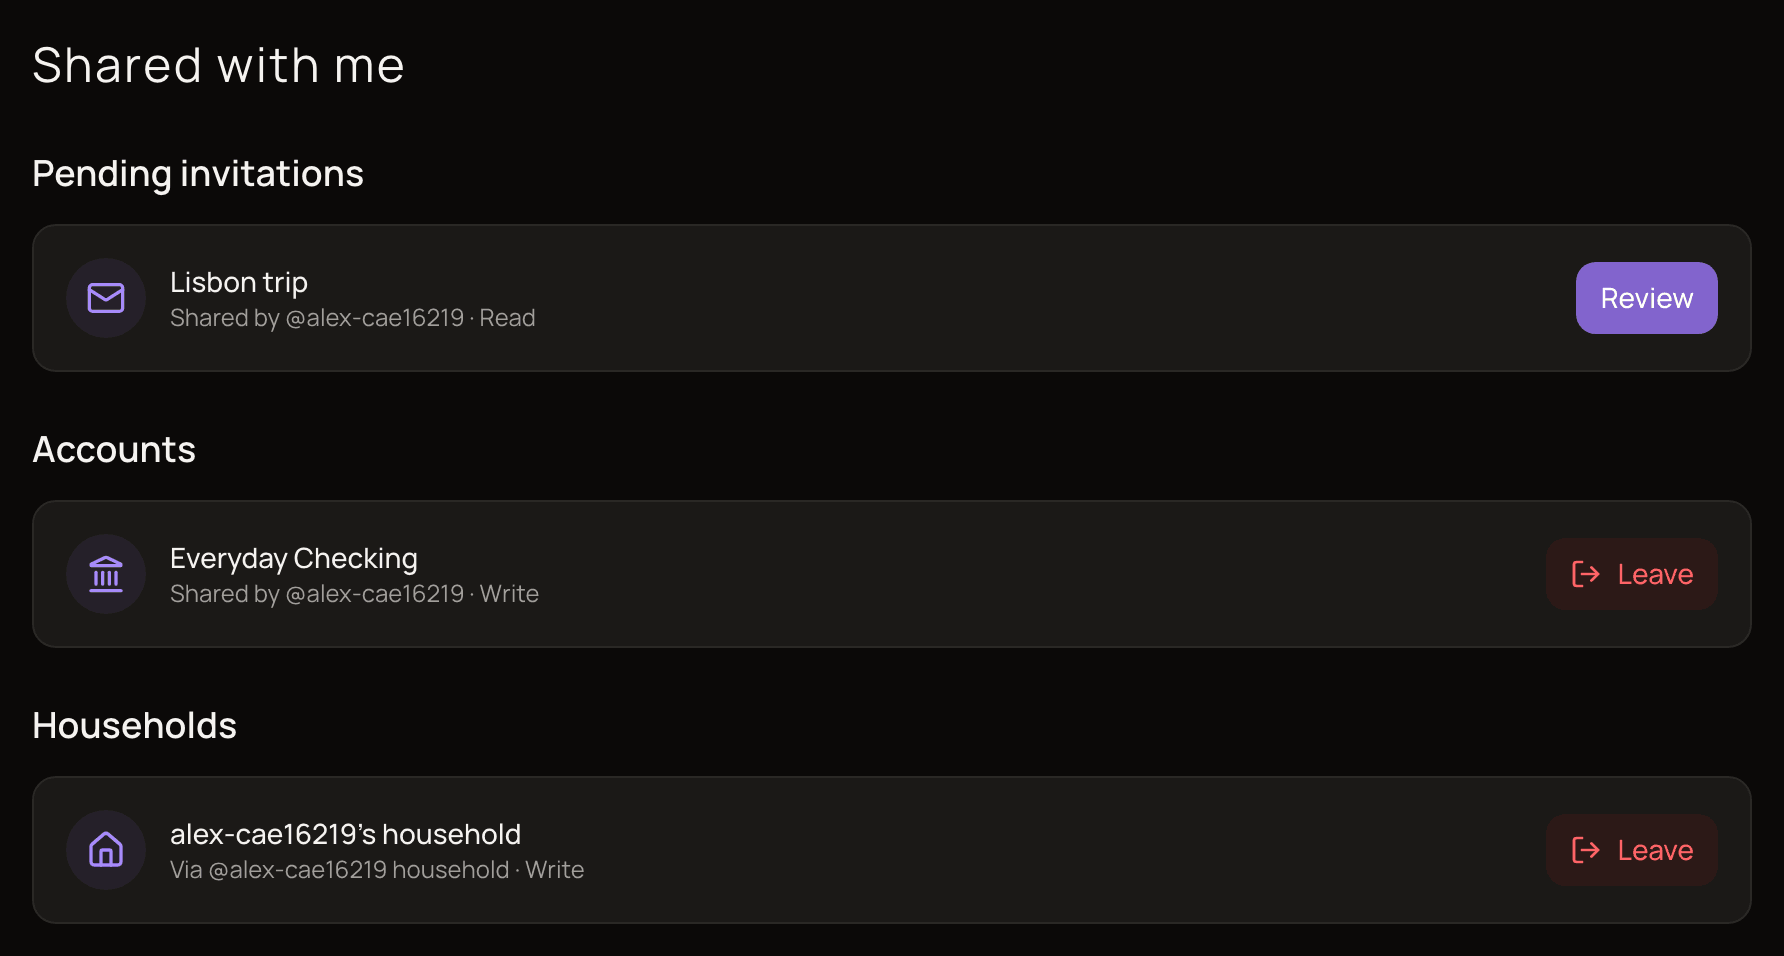 Shared with me
Pending invitations
Lisbon trip
Shared by @alex-cae16219 · Read
Review
Accounts
Everyday Checking
Shared by @alex-cae16219 · Write
Leave
Households
alex-cae16219’s household
Via @alex-cae16219 household · Write
Leave